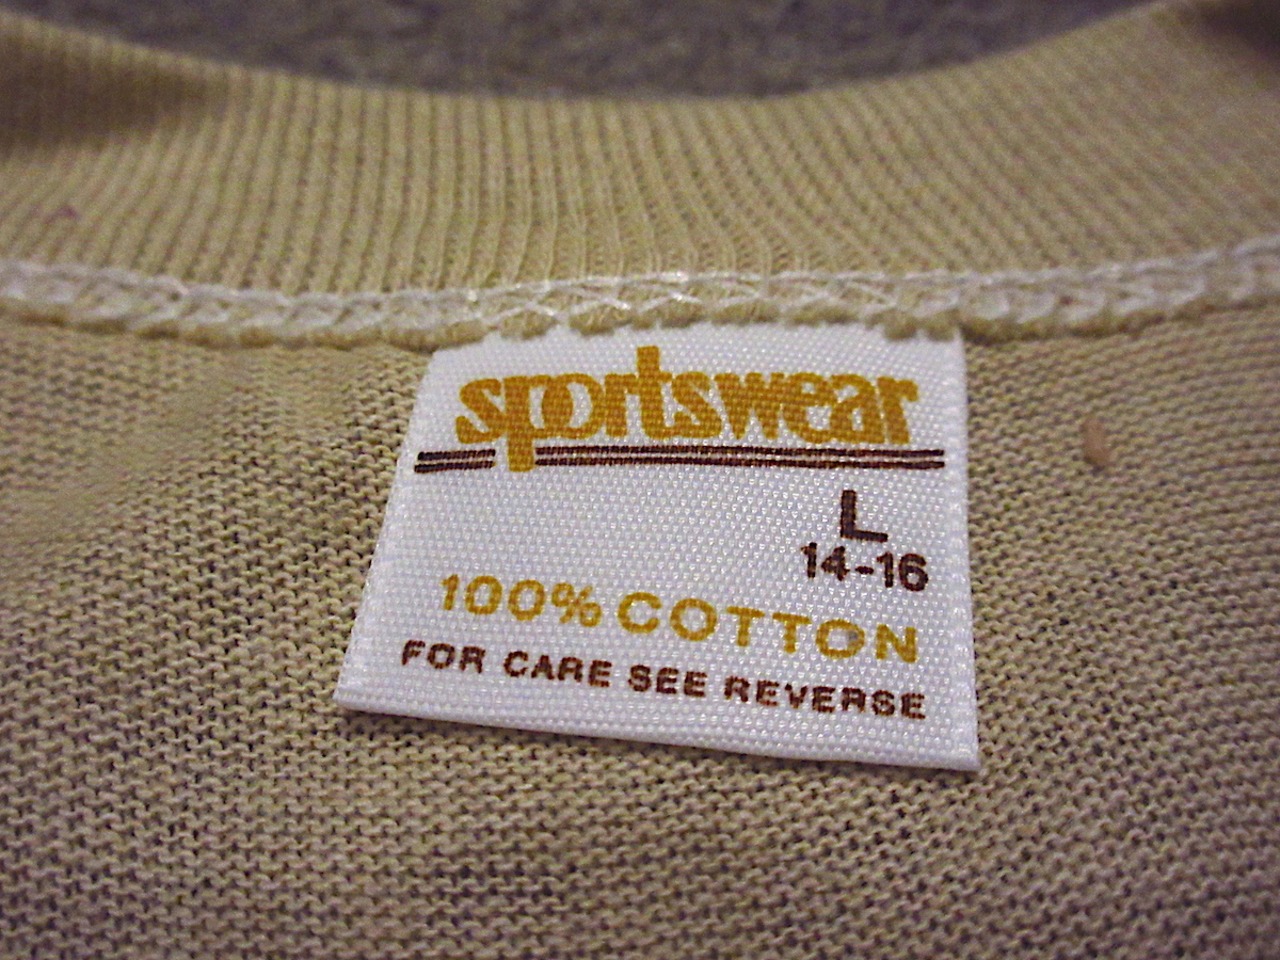 sportswear
L
14-16
100% COTTON
FOR CARE SEE REVERSE